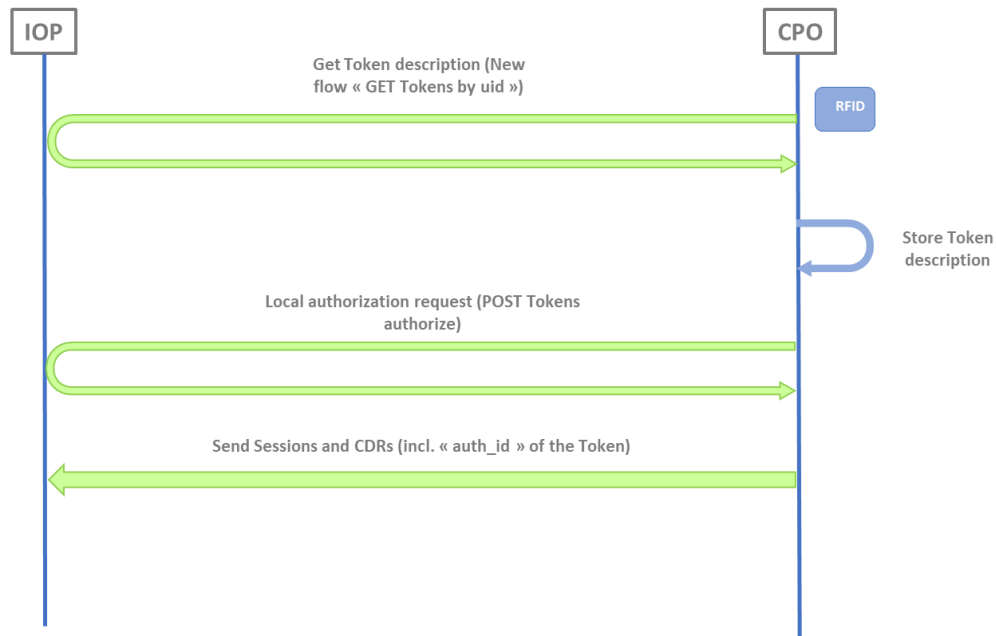 IOP
CPO
Get Token description (New
flow « GET Tokens by uid »)
RFID
Store Token
description
Local authorization request (POST Tokens
authorize)
Send Sessions and CDRs (incl. « auth_id » of the Token)